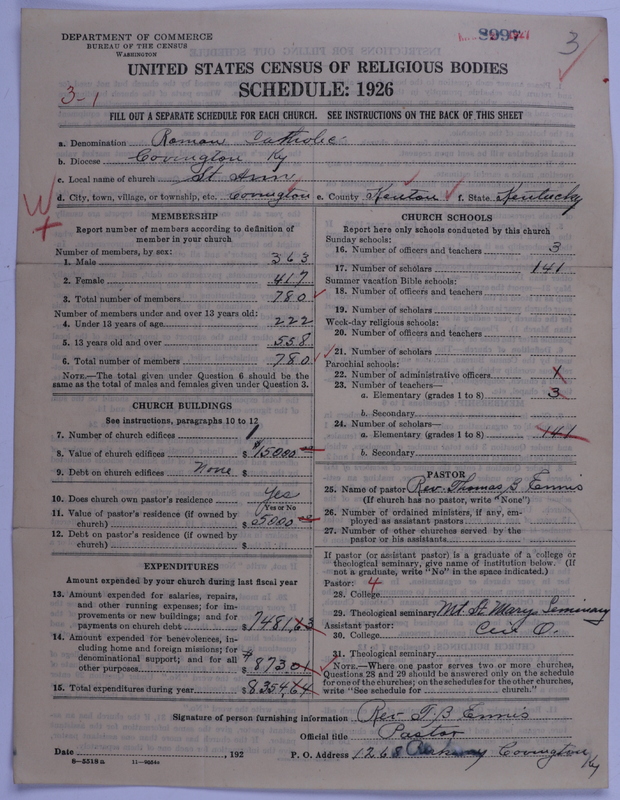 DEPARTMENT OF COMMERCE
BUREAU OF THE CENSUS
WASHINGTON
3
UNITED STATES CENSUS OF RELIGIOUS BODIES
SCHEDULE: 1926
3-1
FILL OUT A SEPARATE SCHEDULE FOR EACH CHURCH. SEE INSTRUCTIONS ON THE BACK OF THIS SHEET
a. Denomination Roman Catholic
b. Diocese Covington Ky
c. Local name of church St Ann
d. City, town, village, or township, etc. Covington e. County Kenton f. State Kentucky
MEMBERSHIP
Report number of members according to definition of
member in your church
Number of members, by sex:
1. Male 363
2. Female 417
3. Total number of members 780
Number of members under and over 13 years old:
4. Under 13 years of age 222
5. 13 years old and over 558
6. Total number of members 780
NOTE.—The total given under Question 6 should be the
same as the total of males and females given under Question 3.
CHURCH BUILDINGS
See instructions, paragraphs 10 to 12
7. Number of church edifices 1
8. Value of church edifices $ 15000
9. Debt on church edifices None $
10. Does church own pastor's residence Yes
Yes or No
11. Value of pastor's residence (if owned by
church) $ 5000
12. Debt on pastor's residence (if owned by
church) $
EXPENDITURES
Amount expended by your church during last fiscal year
13. Amount expended for salaries, repairs,
and other running expenses; for im-
provements or new buildings; and for
payments on church debt $ 7481.63
14. Amount expended for benevolences, in-
cluding home and foreign missions; for
denominational support; and for all
other purposes $ 873.01
15. Total expenditures during year $ 8354.64
CHURCH SCHOOLS
Report here only schools conducted by this church
Sunday schools:
16. Number of officers and teachers 3
17. Number of scholars 141
Summer vacation Bible schools:
18. Number of officers and teachers
19. Number of scholars
Week-day religious schools:
20. Number of officers and teachers
21. Number of scholars
Parochial schools:
22. Number of administrative officers
23. Number of teachers—
a. Elementary (grades 1 to 8) 3
b. Secondary
24. Number of scholars—
a. Elementary (grades 1 to 8) 141
b. Secondary
PASTOR
25. Name of pastor Rev. Thomas B Ennis
(If church has no pastor, write "None")
26. Number of ordained ministers, if any, em-
ployed as assistant pastors
27. Number of other churches served by the
pastor or his assistants
If pastor (or assistant pastor) is a graduate of a college or
theological seminary, give name of institution below. (If
not a graduate, write "No" in the space indicated.)
Pastor: 4
28. College
29. Theological seminary Mt. St. Mary Seminary
Assistant pastor:
30. College Cin O.
31. Theological seminary
NOTE.—Where one pastor serves two or more churches,
Questions 28 and 29 should be answered only on the schedule
for one of the churches; on the schedules for the other churches,
write "See schedule for church."
Signature of person furnishing information Rev T. B Ennis
Official title Pastor
Date , 192 P. O. Address 1268 Covington Ky
8-5518a 11-9554a